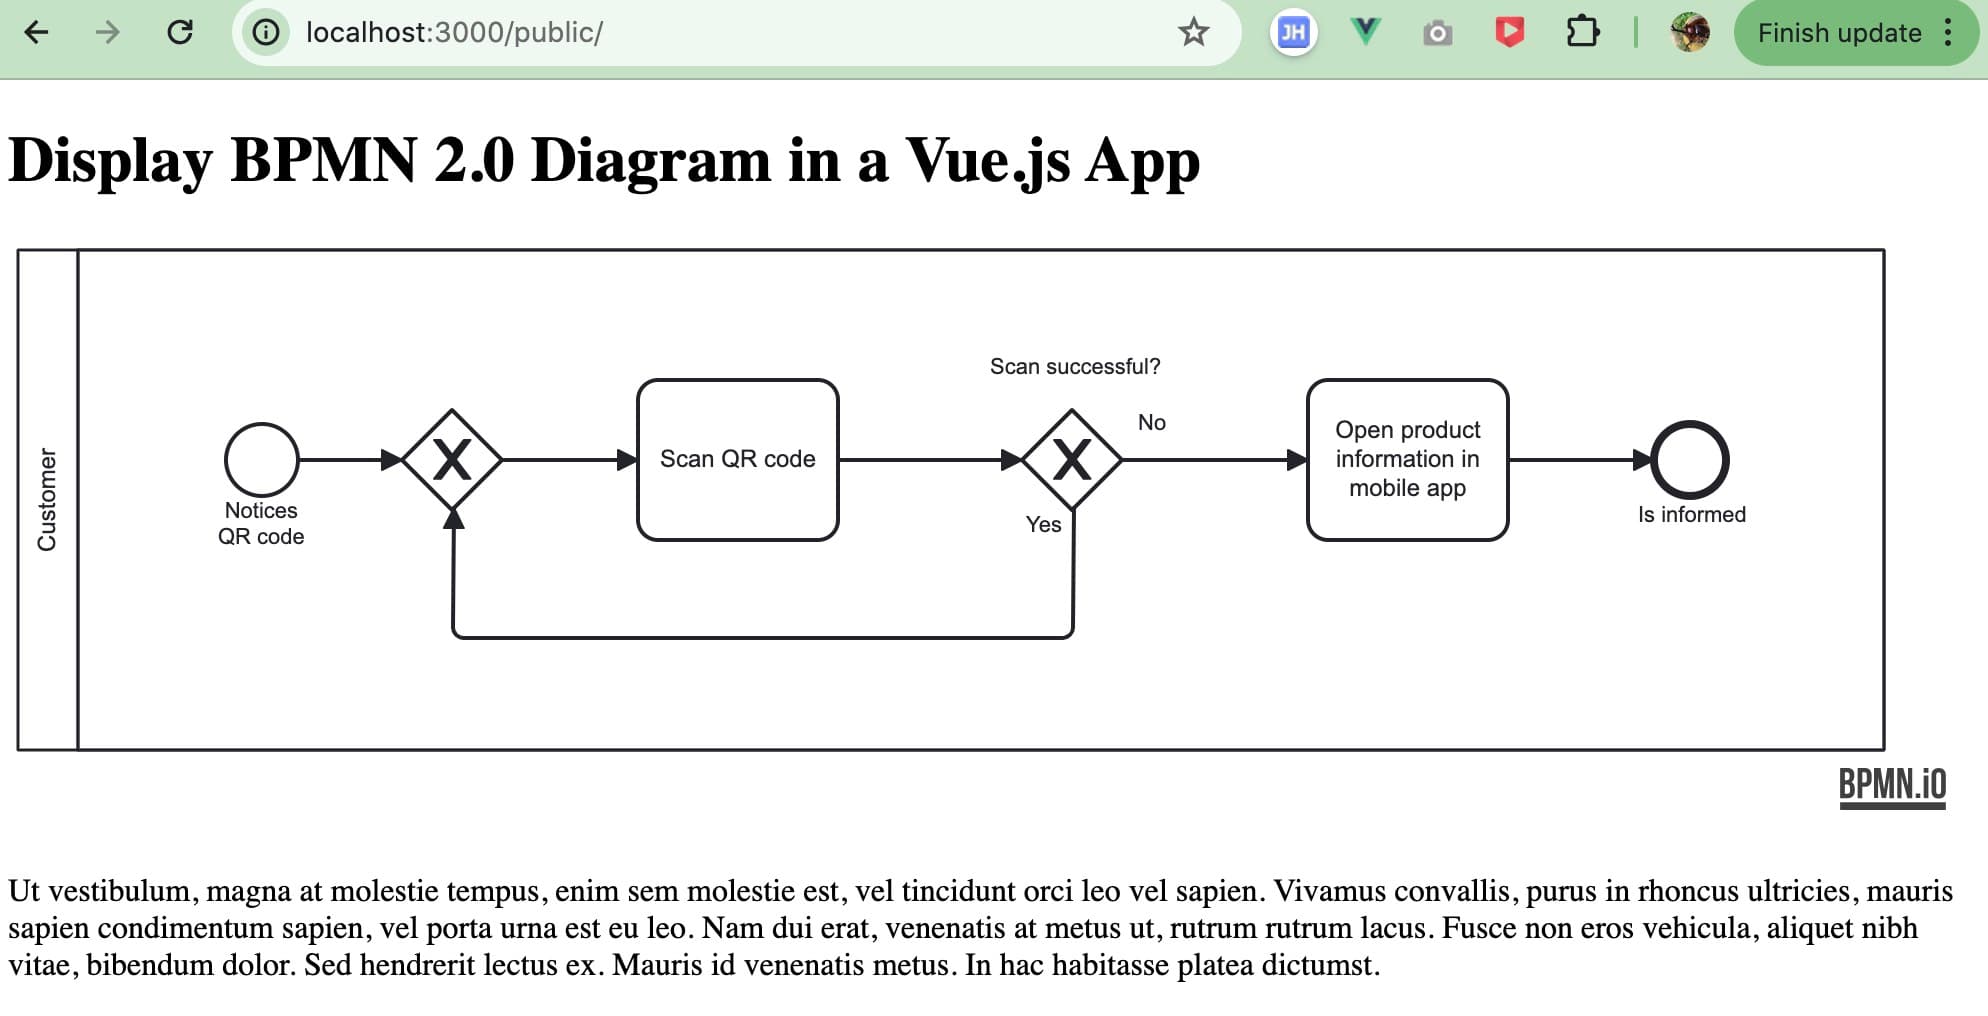 localhost:3000/public/
JH
Finish update
Display BPMN 2.0 Diagram in a Vue.js App
Customer
Notices
QR code
X
Scan QR code
Scan successful?
X
No
Yes
Open product
information in
mobile app
Is informed
BPMN.iO
Ut vestibulum, magna at molestie tempus, enim sem molestie est, vel tincidunt orci leo vel sapien. Vivamus convallis, purus in rhoncus ultricies, mauris
sapien condimentum sapien, vel porta urna est eu leo. Nam dui erat, venenatis at metus ut, rutrum rutrum lacus. Fusce non eros vehicula, aliquet nibh
vitae, bibendum dolor. Sed hendrerit lectus ex. Mauris id venenatis metus. In hac habitasse platea dictumst.